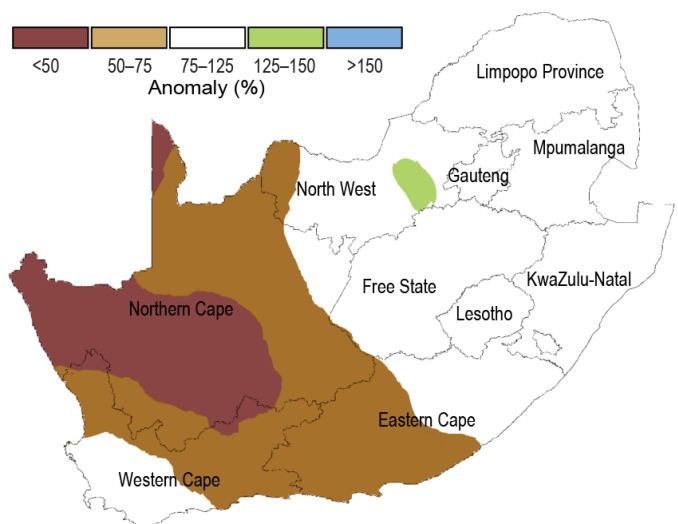 <50
50–75
75–125
125–150
>150
Anomaly (%)
Limpopo Province
Mpumalanga
Gauteng
North West
KwaZulu-Natal
Free State
Northern Cape
Lesotho
Eastern Cape
Western Cape